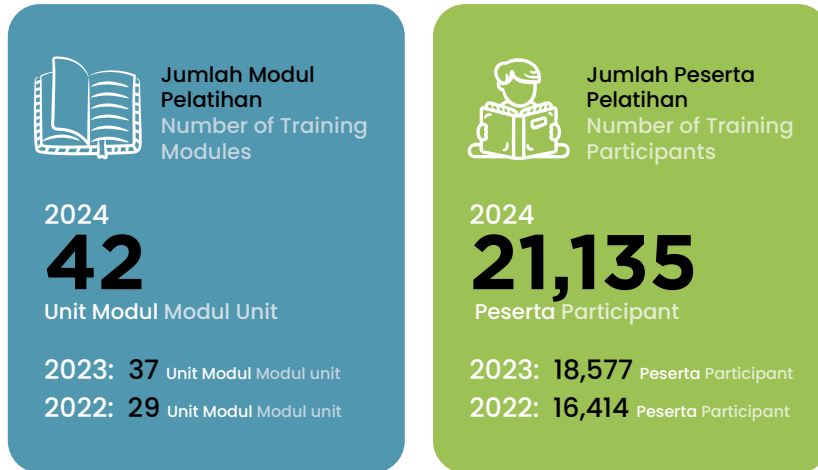 Jumlah Modul
Pelatihan
Number of Training
Modules
2024
42
Unit Modul Modul Unit
2023: 37 Unit Modul Modul unit
2022: 29 Unit Modul Modul unit
Jumlah Peserta
Pelatihan
Number of Training
Participants
2024
21,135
Peserta Participant
2023: 18,577 Peserta Participant
2022: 16,414 Peserta Participant